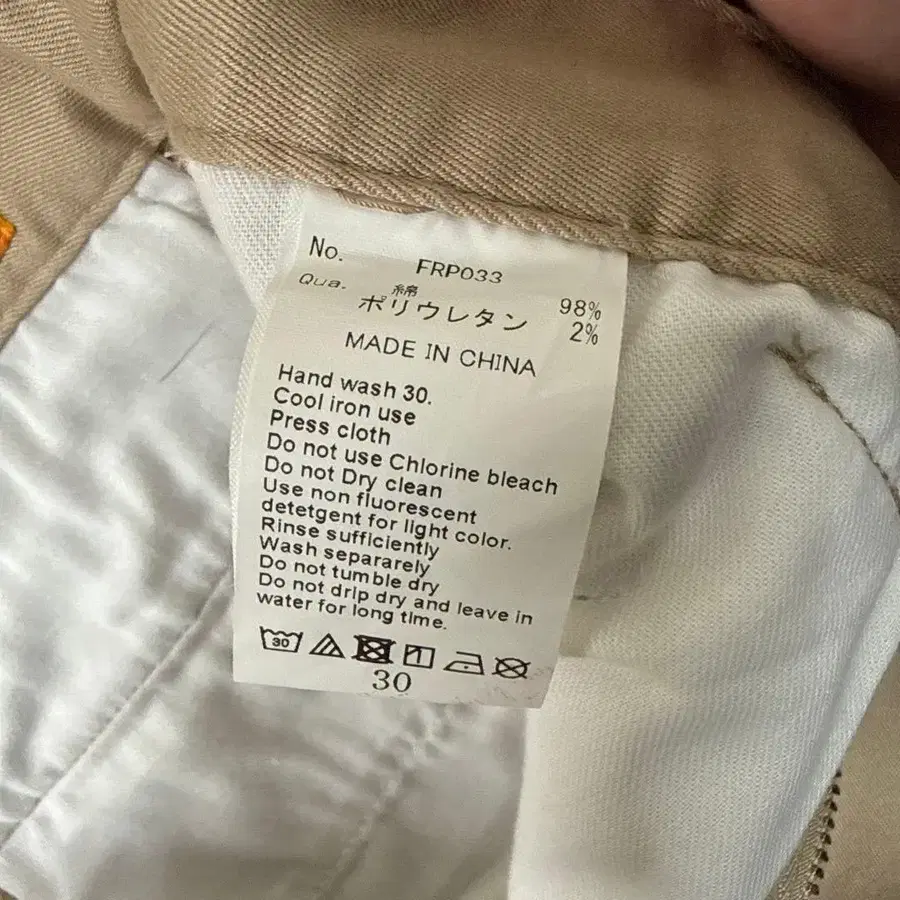 No. FRP033
Qua. 綿 98%
ポリウレタン 2%
MADE IN CHINA
Hand wash 30.
Cool iron use
Press cloth
Do not use Chlorine bleach
Do not Dry clean
Use non fluorescent
detetgent for light color.
Rinse sufficiently
Wash separarely
Do not tumble dry
Do not drip dry and leave in
water for long time.
30
30